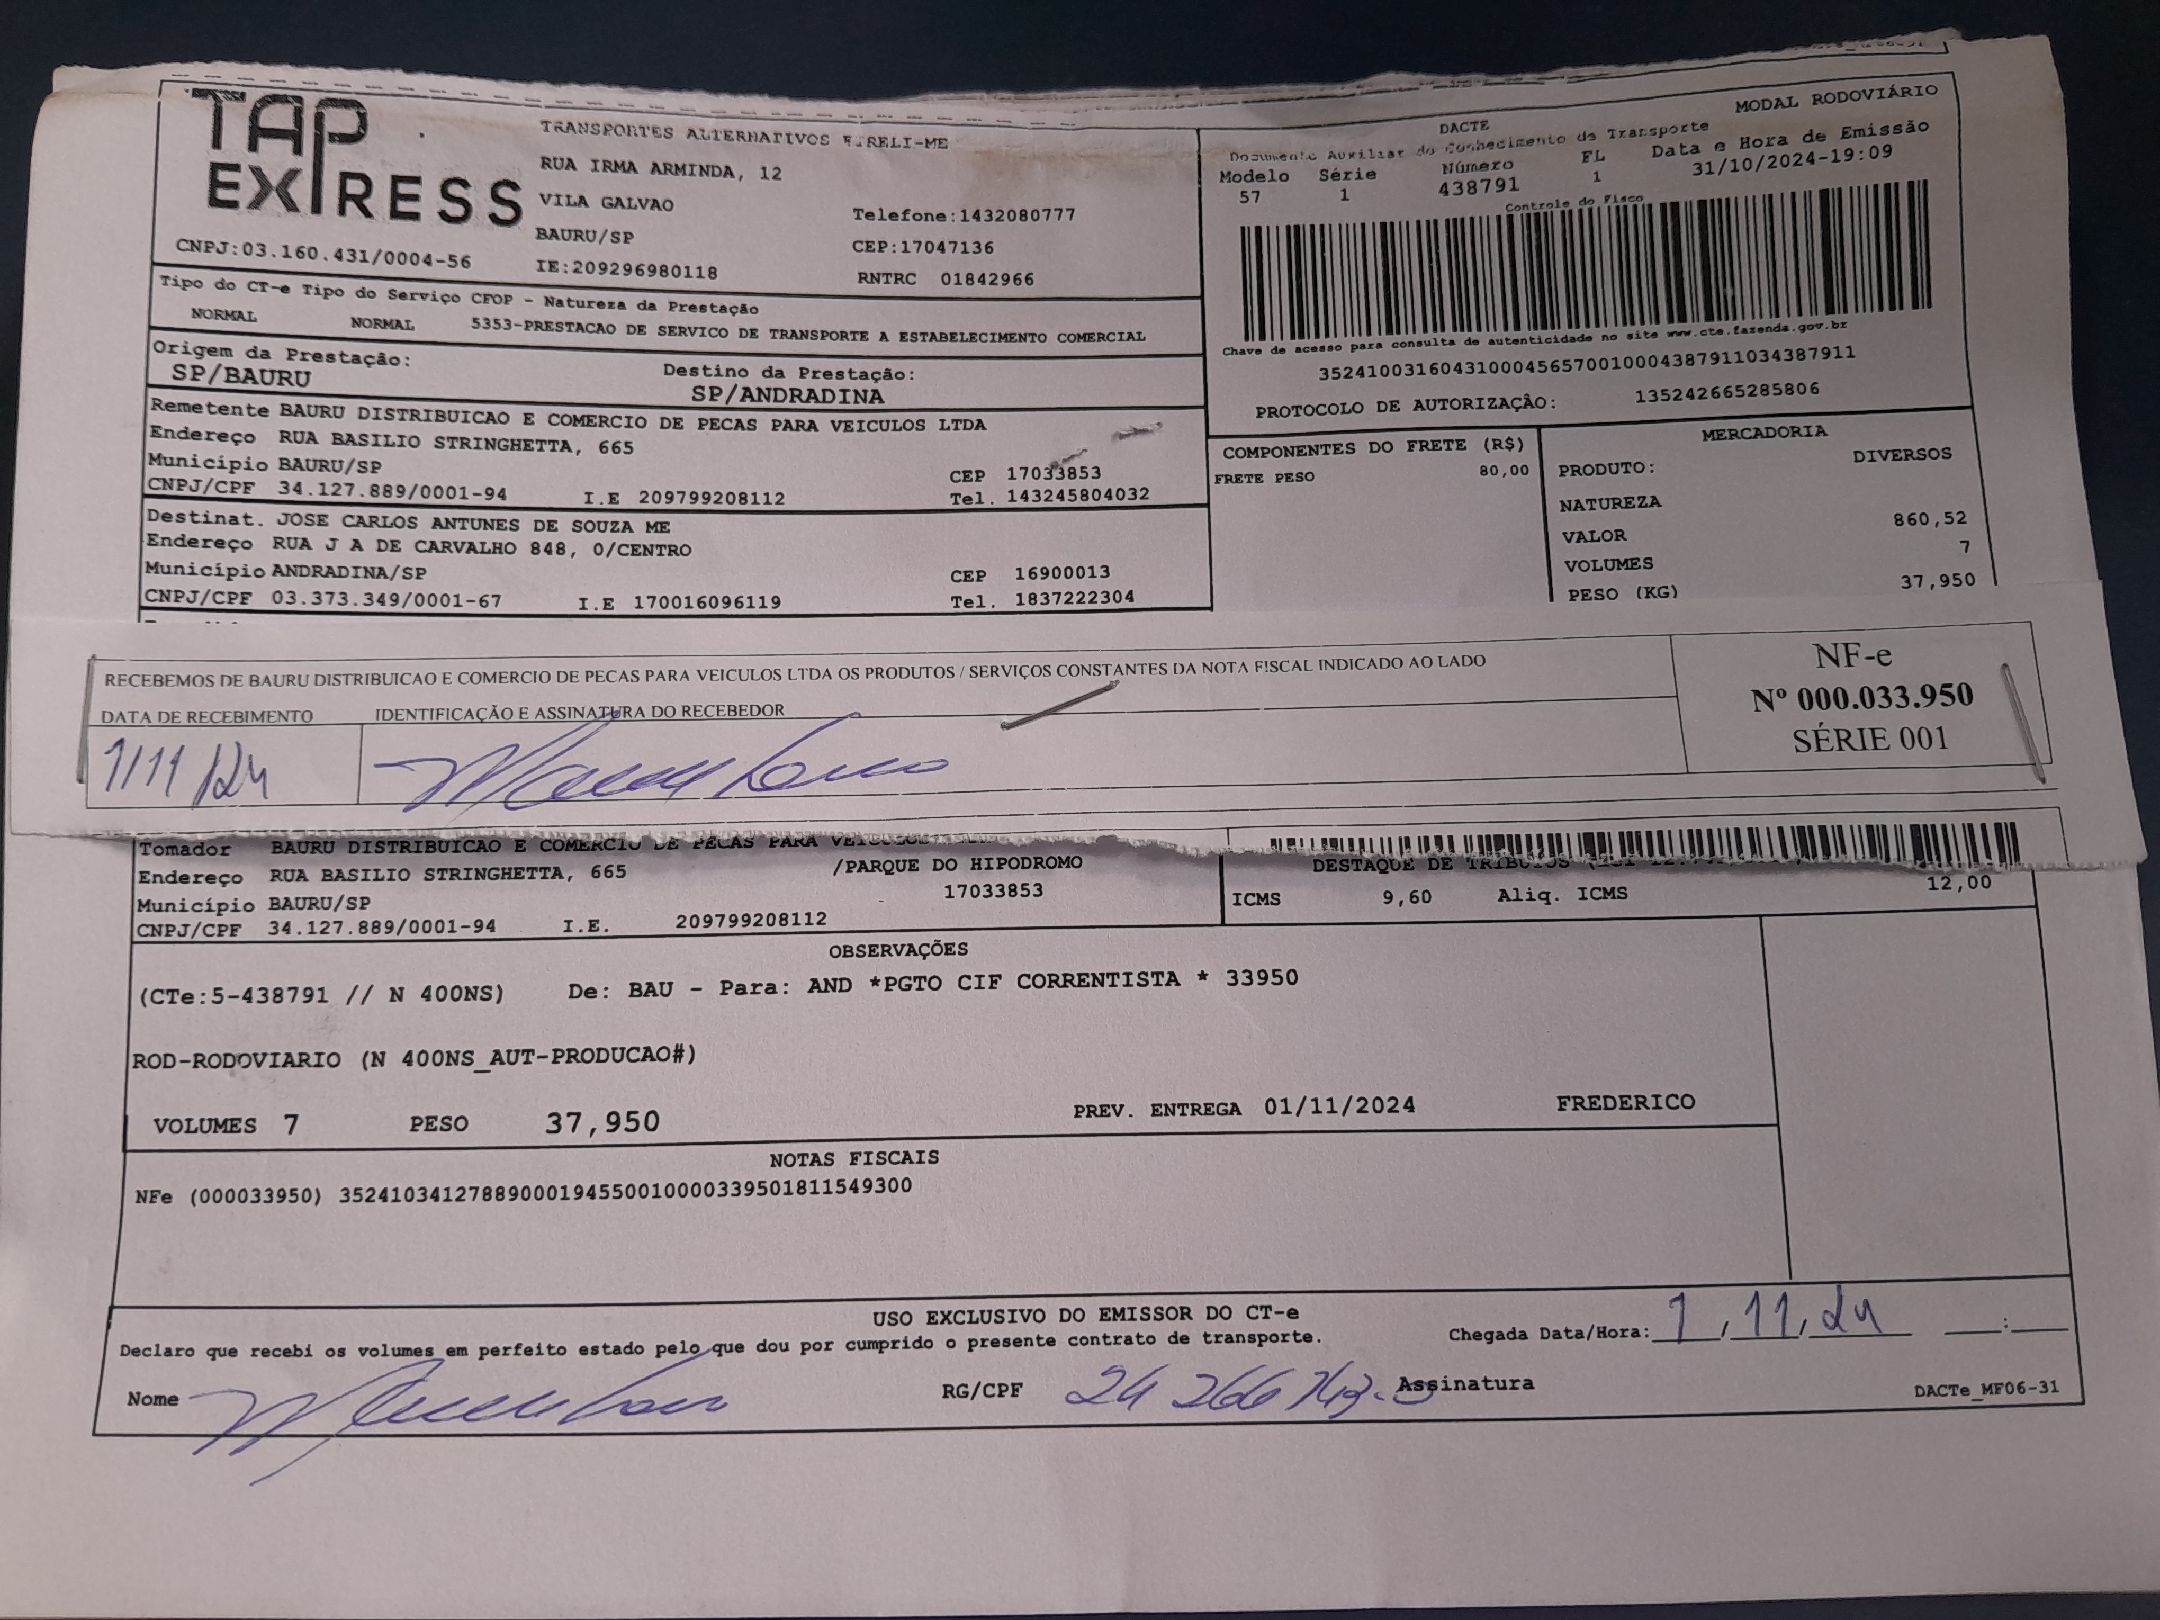 TAP EXPRESS
TRANSPORTES ALTERNATIVOS EIRELI-ME
RUA IRMA ARMINDA, 12
VILA GALVAO
Telefone:1432080777
BAURU/SP
CEP:17047136
CNPJ:03.160.431/0004-56
IE:209296980118
RNTRC 01842966
DACTE
MODAL RODOVIÁRIO
Documento Auxiliar do Conhecimento de Transporte
Modelo Série Número FL Data e Hora de Emissão
57 1 438791 1 31/10/2024-19:09
Controle do Fisco
Chave de acesso para consulta de autenticidade no site www.cte.fazenda.gov.br
35241003160431000456570010004387911034387911
PROTOCOLO DE AUTORIZAÇÃO: 135242665285806
Tipo do CT-e Tipo do Serviço CFOP - Natureza da Prestação
NORMAL NORMAL 5353-PRESTACAO DE SERVICO DE TRANSPORTE A ESTABELECIMENTO COMERCIAL
Origem da Prestação:
SP/BAURU
Destino da Prestação:
SP/ANDRADINA
Remetente BAURU DISTRIBUICAO E COMERCIO DE PECAS PARA VEICULOS LTDA
Endereço RUA BASILIO STRINGHETTA, 665
Município BAURU/SP CEP 17033853
CNPJ/CPF 34.127.889/0001-94 I.E 209799208112 Tel. 143245804032
Destinat. JOSE CARLOS ANTUNES DE SOUZA ME
Endereço RUA J A DE CARVALHO 848, 0/CENTRO
Município ANDRADINA/SP CEP 16900013
CNPJ/CPF 03.373.349/0001-67 I.E 170016096119 Tel. 1837222304
COMPONENTES DO FRETE (R$)
FRETE PESO 80,00
MERCADORIA
PRODUTO: DIVERSOS
NATUREZA
VALOR 860,52
VOLUMES 7
PESO (KG) 37,950
RECEBEMOS DE BAURU DISTRIBUICAO E COMERCIO DE PECAS PARA VEICULOS LTDA OS PRODUTOS / SERVIÇOS CONSTANTES DA NOTA FISCAL INDICADO AO LADO
DATA DE RECEBIMENTO IDENTIFICAÇÃO E ASSINATURA DO RECEBEDOR
1/11/24
NF-e
Nº 000.033.950
SÉRIE 001
Tomador BAURU DISTRIBUICAO E COMERCIO DE PECAS PARA VEICULOS
Endereço RUA BASILIO STRINGHETTA, 665 /PARQUE DO HIPODROMO
Município BAURU/SP 17033853
CNPJ/CPF 34.127.889/0001-94 I.E. 209799208112
DESTAQUE DE TRIBUTOS
ICMS 9,60 Aliq. ICMS 12,00
OBSERVAÇÕES
(CTe:5-438791 // N 400NS) De: BAU - Para: AND *PGTO CIF CORRENTISTA * 33950
ROD-RODOVIARIO (N 400NS_AUT-PRODUCAO#)
VOLUMES 7 PESO 37,950 PREV. ENTREGA 01/11/2024 FREDERICO
NOTAS FISCAIS
NFe (000033950) 35241034127889000194550010000339501811549300
USO EXCLUSIVO DO EMISSOR DO CT-e
Declaro que recebi os volumes em perfeito estado pelo que dou por cumprido o presente contrato de transporte.
Chegada Data/Hora: 1, 11, 24 :
Nome RG/CPF Assinatura
DACTe_MF06-31